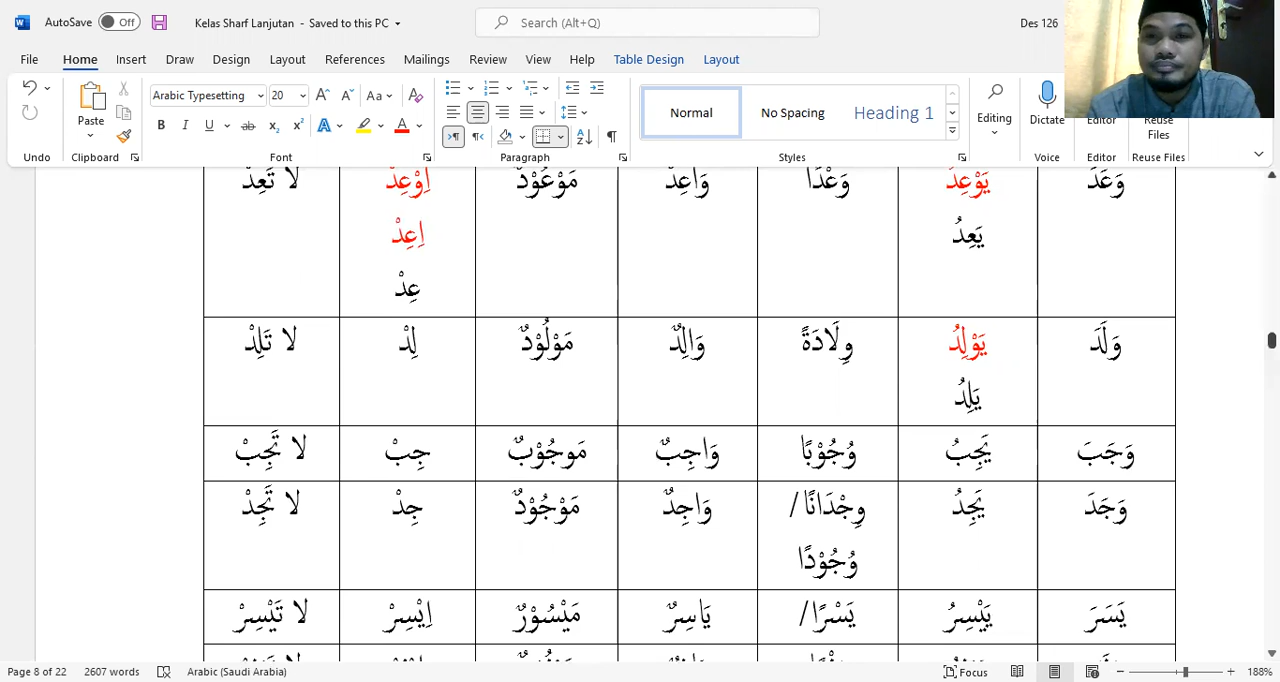 AutoSave Off Kelas Sharf Lanjutan - Saved to this PC Search (Alt+Q) Des 126
File Home Insert Draw Design Layout References Mailings Review View Help Table Design Layout
Paste Arabic Typesetting 20 Aa Normal No Spacing Heading 1 Editing Dictate Editor Reuse Files
Undo Clipboard Font Paragraph Styles Voice Editor Reuse Files
وَعَدَ يَوْعِدُ وَعْدًا وَاعِدٌ مَوْعُوْدٌ اِوْعِدْ لا تَعِدْ
يَعِدُ اِعِدْ
عِدْ
وَلَدَ يَوْلِدُ وِلَادَةً وَالِدٌ مَوْلُوْدٌ لِدْ لا تَلِدْ
يَلِدُ
وَجَبَ يَجِبُ وُجُوْبًا وَاجِبٌ مَوجُوْبٌ جِبْ لا تَجِبْ
وَجَدَ يَجِدُ وِجْدَانًا / وَاجِدٌ مَوْجُوْدٌ جِدْ لا تَجِدْ
وُجُوْدًا
يَسَرَ يَيْسِرُ يَسْرًا / يَاسِرٌ مَيْسُوْرٌ اِيْسِرْ لا تَيْسِرْ
Page 8 of 22 2607 words Arabic (Saudi Arabia) Focus 188%